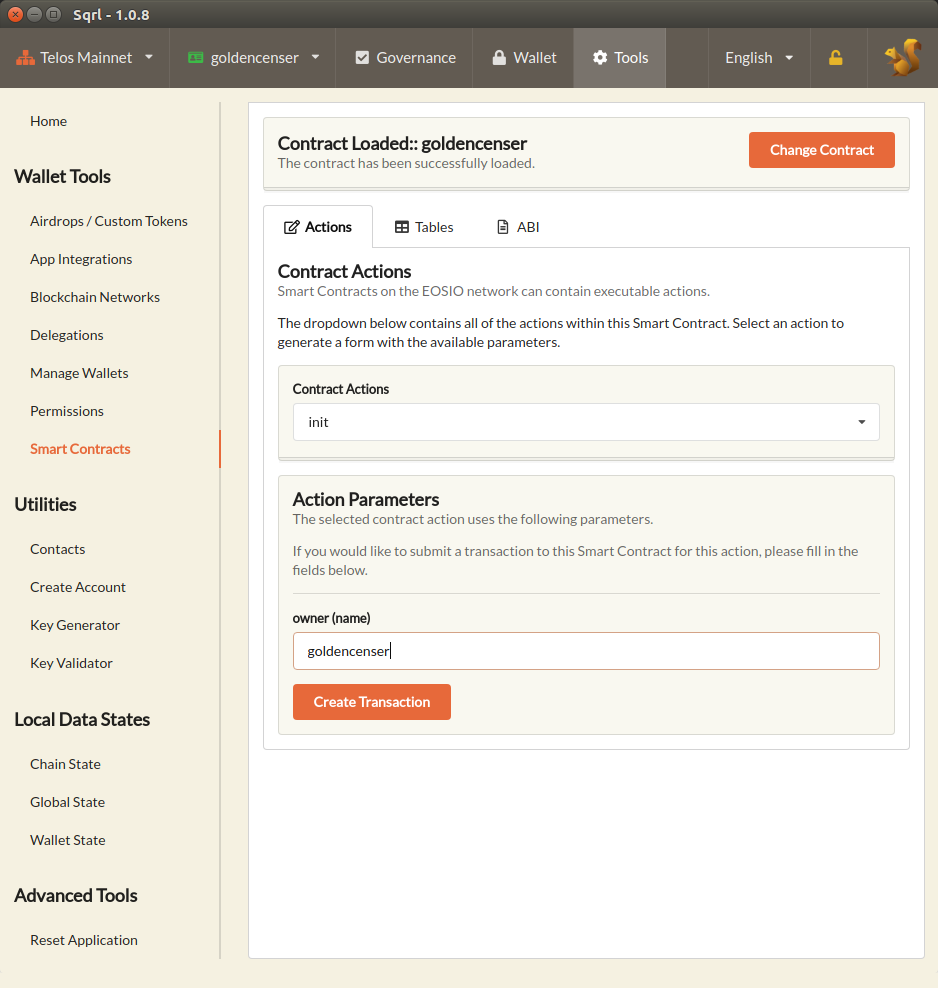 Sqrl - 1.0.8
Telos Mainnet
goldencenser
Governance
Wallet
Tools
English
Home
Wallet Tools
Airdrops / Custom Tokens
App Integrations
Blockchain Networks
Delegations
Manage Wallets
Permissions
Smart Contracts
Utilities
Contacts
Create Account
Key Generator
Key Validator
Local Data States
Chain State
Global State
Wallet State
Advanced Tools
Reset Application
Contract Loaded:: goldencenser
The contract has been successfully loaded.
Change Contract
Actions
Tables
ABI
Contract Actions
Smart Contracts on the EOSIO network can contain executable actions.
The dropdown below contains all of the actions within this Smart Contract. Select an action to
generate a form with the available parameters.
Contract Actions
init
Action Parameters
The selected contract action uses the following parameters.
If you would like to submit a transaction to this Smart Contract for this action, please fill in the
fields below.
owner (name)
goldencenser
Create Transaction